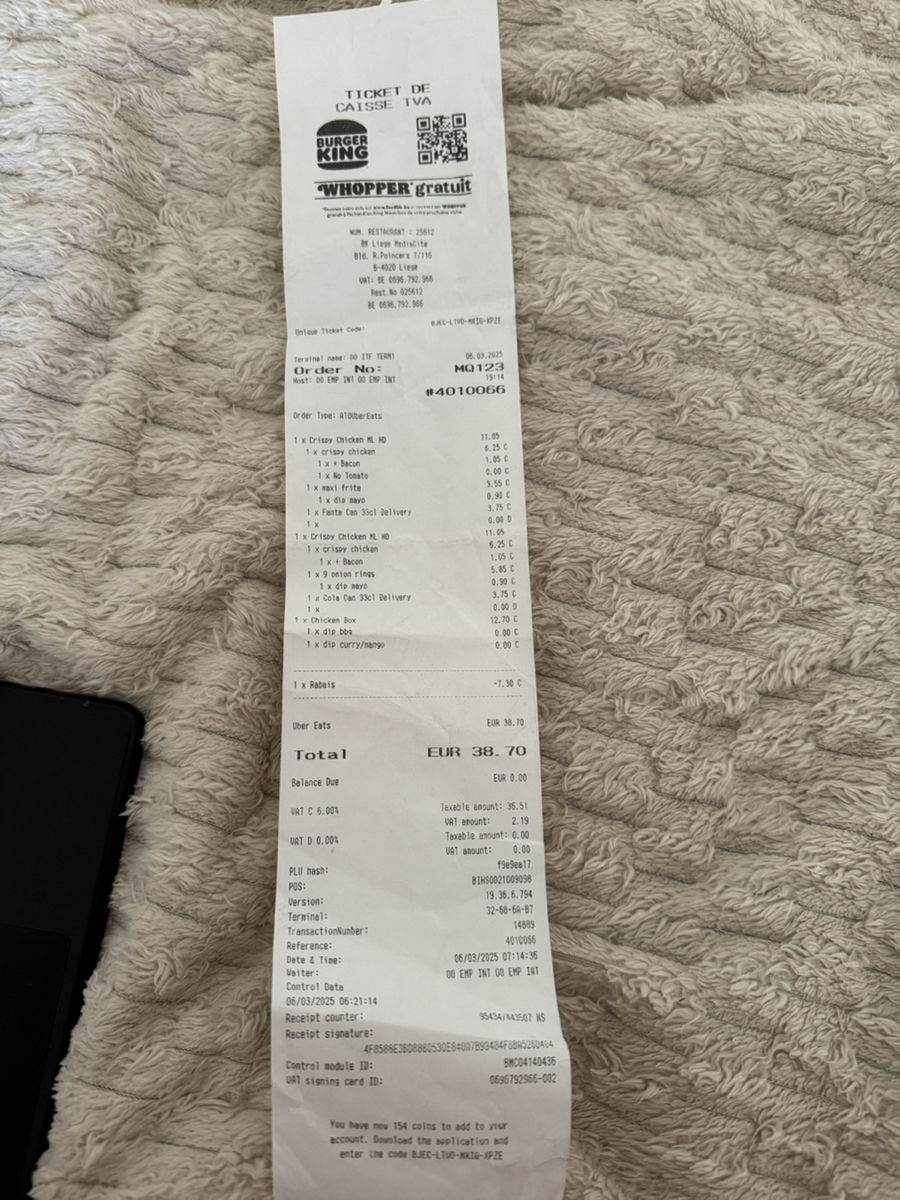 TICKET DE
CAISSE TVA
BURGER
KING
WHOPPER gratuit
NUM. RESTAURANT : 25612
BK Liege MediaCite
Bld. R.Poincare 7/116
B-4020 Liege
VAT: BE 0696.792.966
Rest.No 025612
BE 0696.792.966
Unique Ticket Code: BJEC-LTUO-MKIG-XPZE
Terminal name: OO ITF TERM1 06.03.2025
Order No: MQ123
Host: OO EMP INT OO EMP INT 19:14
#4010066
Order Type: ATOUberEats
1 x Crispy Chicken ML HD 11.05
1 x crispy chicken 6.25 C
1 x + Bacon 1.05 C
1 x No Tomato 0.00 C
1 x maxi frite 3.55 C
1 x dip mayo 0.90 C
1 x Fanta Can 33cl Delivery 3.75 C
1 x 0.00 D
1 x Crispy Chicken ML HD 11.05
1 x crispy chicken 6.25 C
1 x + Bacon 1.05 C
1 x 9 onion rings 5.85 C
1 x dip mayo 0.90 C
1 x Cola Can 33cl Delivery 3.75 C
1 x 0.00 D
1 x Chicken Box 12.70 C
1 x dip bbq 0.00 C
1 x dip curry/mango 0.00 C
1 x Rabais -7.30 C
Uber Eats EUR 38.70
Total EUR 38.70
Balance Due EUR 0.00
VAT C 6.00% Taxable amount: 36.51
VAT amount: 2.19
VAT D 0.00% Taxable amount: 0.00
VAT amount: 0.00
PLU hash: f9e9ea17
POS: BIHS0021009098
Version: 19.36.6.794
Terminal: 32-68-6A-B7
TransactionNumber: 14889
Reference: 4010066
Date & Time: 06/03/2025 07:14:36
Waiter: OO EMP INT OO EMP INT
Control Data
06/03/2025 06:21:14
Receipt counter: 95434/443567 NS
Receipt signature:
Control module ID: BMC04140436
VAT signing card ID: 0696792966-002
You have now 154 coins to add to your
account. Download the application and
enter the code BJEC-LTUO-MKIG-XPZE